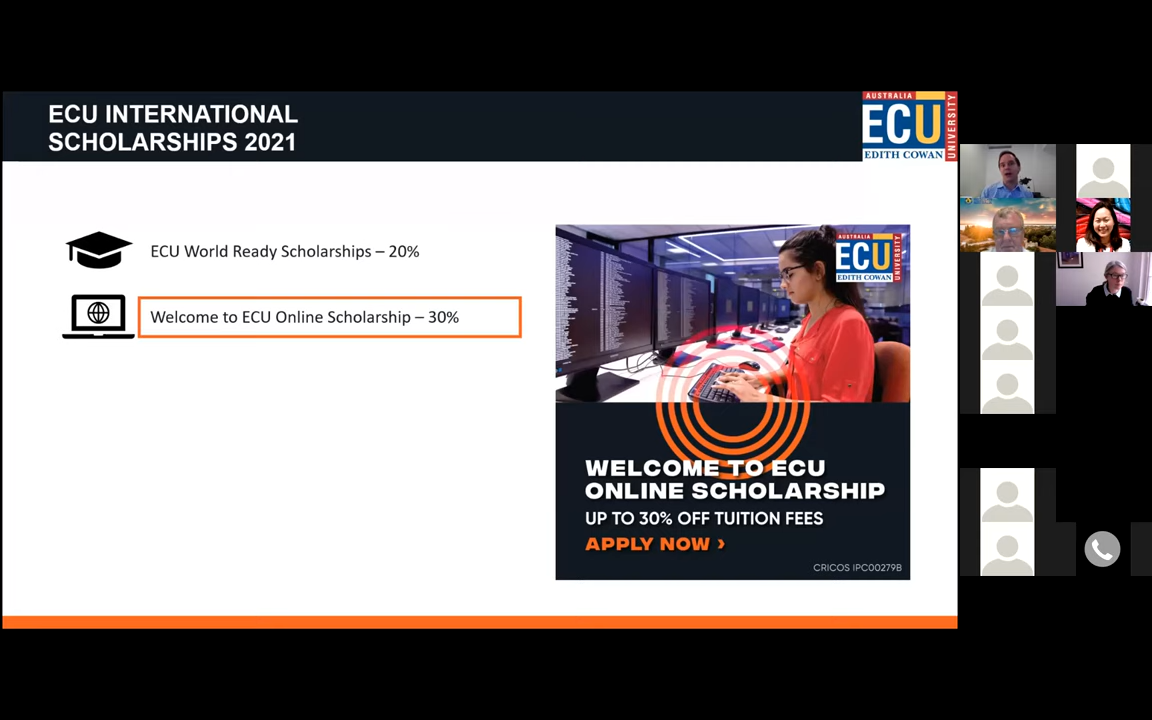 ECU INTERNATIONAL
SCHOLARSHIPS 2021
AUSTRALIA
ECU
EDITH COWAN
UNIVERSITY
ECU World Ready Scholarships – 20%
Welcome to ECU Online Scholarship – 30%
AUSTRALIA
ECU
EDITH COWAN
UNIVERSITY
WELCOME TO ECU
ONLINE SCHOLARSHIP
UP TO 30% OFF TUITION FEES
APPLY NOW ›
CRICOS IPC00279B